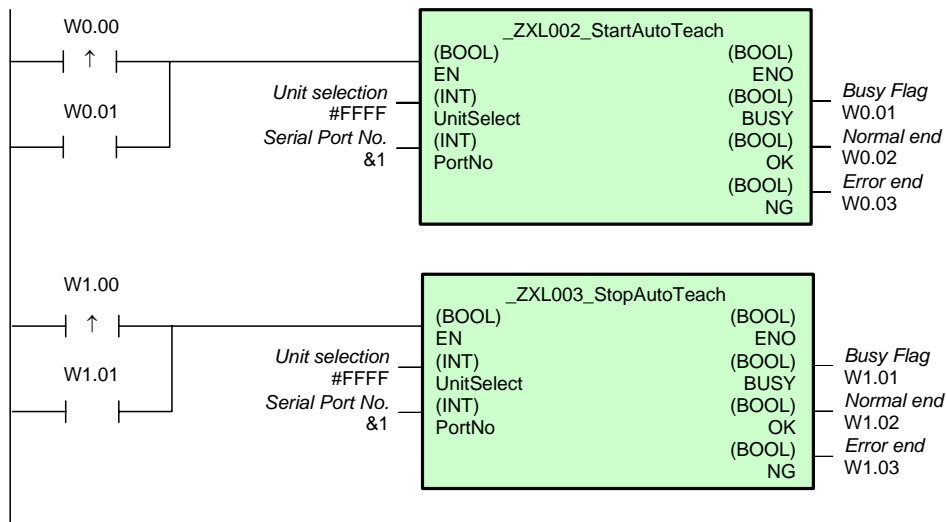 W0.00
↑
W0.01
Unit selection
#FFFF
Serial Port No.
&1
_ZXL002_StartAutoTeach
(BOOL) (BOOL)
EN ENO
(INT) (BOOL)
UnitSelect BUSY
(INT) (BOOL)
PortNo OK
(BOOL)
NG
Busy Flag
W0.01
Normal end
W0.02
Error end
W0.03
W1.00
↑
W1.01
Unit selection
#FFFF
Serial Port No.
&1
_ZXL003_StopAutoTeach
(BOOL) (BOOL)
EN ENO
(INT) (BOOL)
UnitSelect BUSY
(INT) (BOOL)
PortNo OK
(BOOL)
NG
Busy Flag
W1.01
Normal end
W1.02
Error end
W1.03